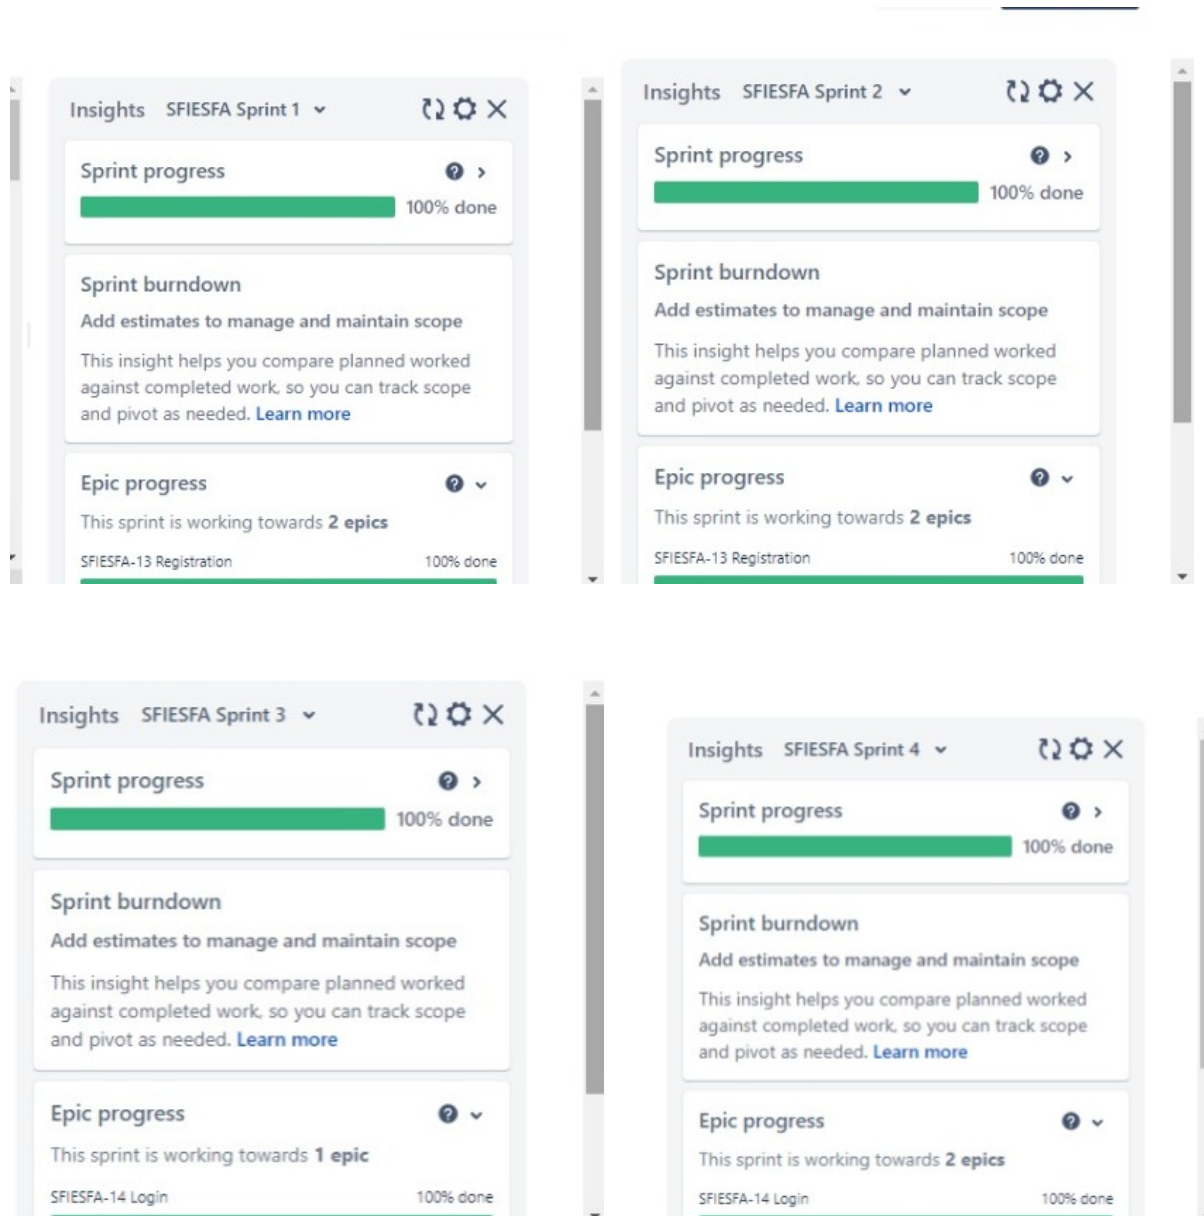 Insights SFIESFA Sprint 1
Sprint progress
100% done
Sprint burndown
Add estimates to manage and maintain scope
This insight helps you compare planned worked
against completed work, so you can track scope
and pivot as needed. Learn more
Epic progress
This sprint is working towards 2 epics
SFIESFA-13 Registration 100% done
Insights SFIESFA Sprint 2
Sprint progress
100% done
Sprint burndown
Add estimates to manage and maintain scope
This insight helps you compare planned worked
against completed work, so you can track scope
and pivot as needed. Learn more
Epic progress
This sprint is working towards 2 epics
SFIESFA-13 Registration 100% done
Insights SFIESFA Sprint 3
Sprint progress
100% done
Sprint burndown
Add estimates to manage and maintain scope
This insight helps you compare planned worked
against completed work, so you can track scope
and pivot as needed. Learn more
Epic progress
This sprint is working towards 1 epic
SFIESFA-14 Login 100% done
Insights SFIESFA Sprint 4
Sprint progress
100% done
Sprint burndown
Add estimates to manage and maintain scope
This insight helps you compare planned worked
against completed work, so you can track scope
and pivot as needed. Learn more
Epic progress
This sprint is working towards 2 epics
SFIESFA-14 Login 100% done